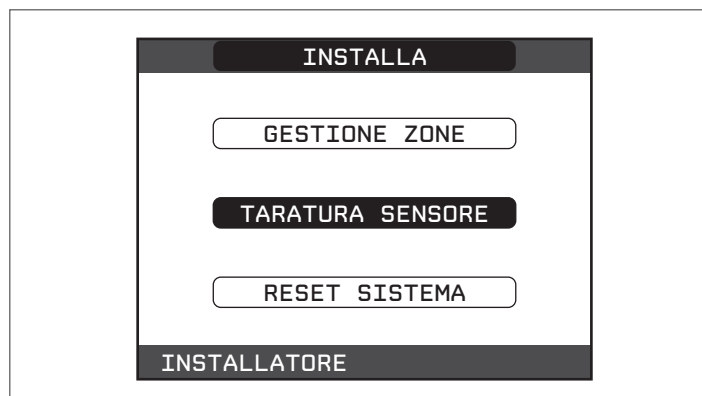 INSTALLA
GESTIONE ZONE
TARATURA SENSORE
RESET SISTEMA
INSTALLATORE